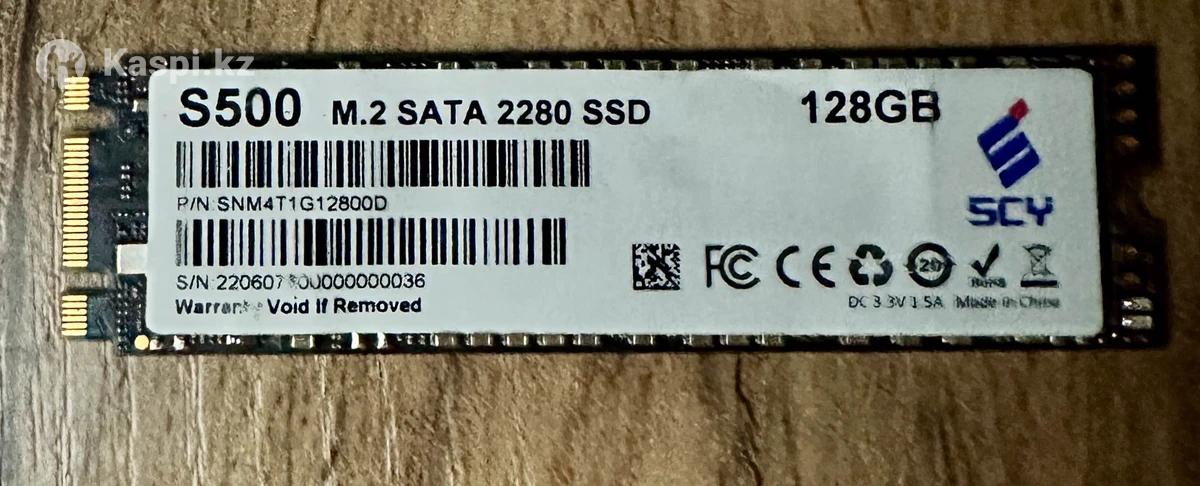 Kaspi.kz
S500 M.2 SATA 2280 SSD 128GB
P/N:SNM4T1G12800D
SCY
Void If Removed
FC CE 20
DC 3.3V 1.5A Made in China